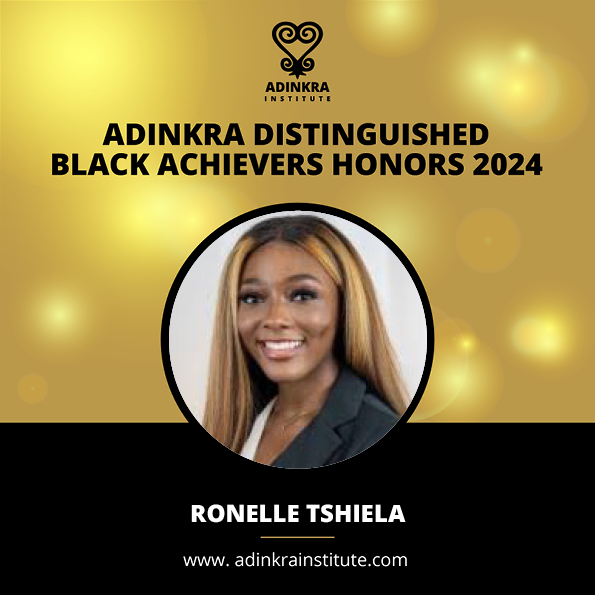 ADINKRA
INSTITUTE
ADINKRA DISTINGUISHED
BLACK ACHIEVERS HONORS 2024
RONELLE TSHIELA
www. adinkrainstitute.com